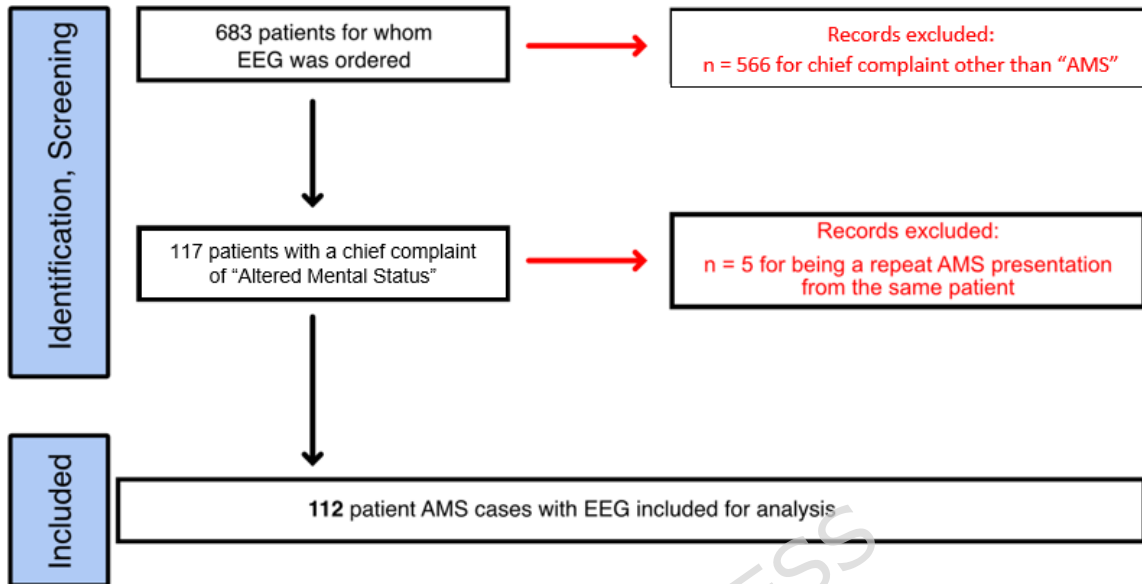 Identification, Screening
683 patients for whom
EEG was ordered
Records excluded:
n = 566 for chief complaint other than “AMS”
117 patients with a chief complaint
of “Altered Mental Status”
Records excluded:
n = 5 for being a repeat AMS presentation
from the same patient
Included
112 patient AMS cases with EEG included for analysis
ESS